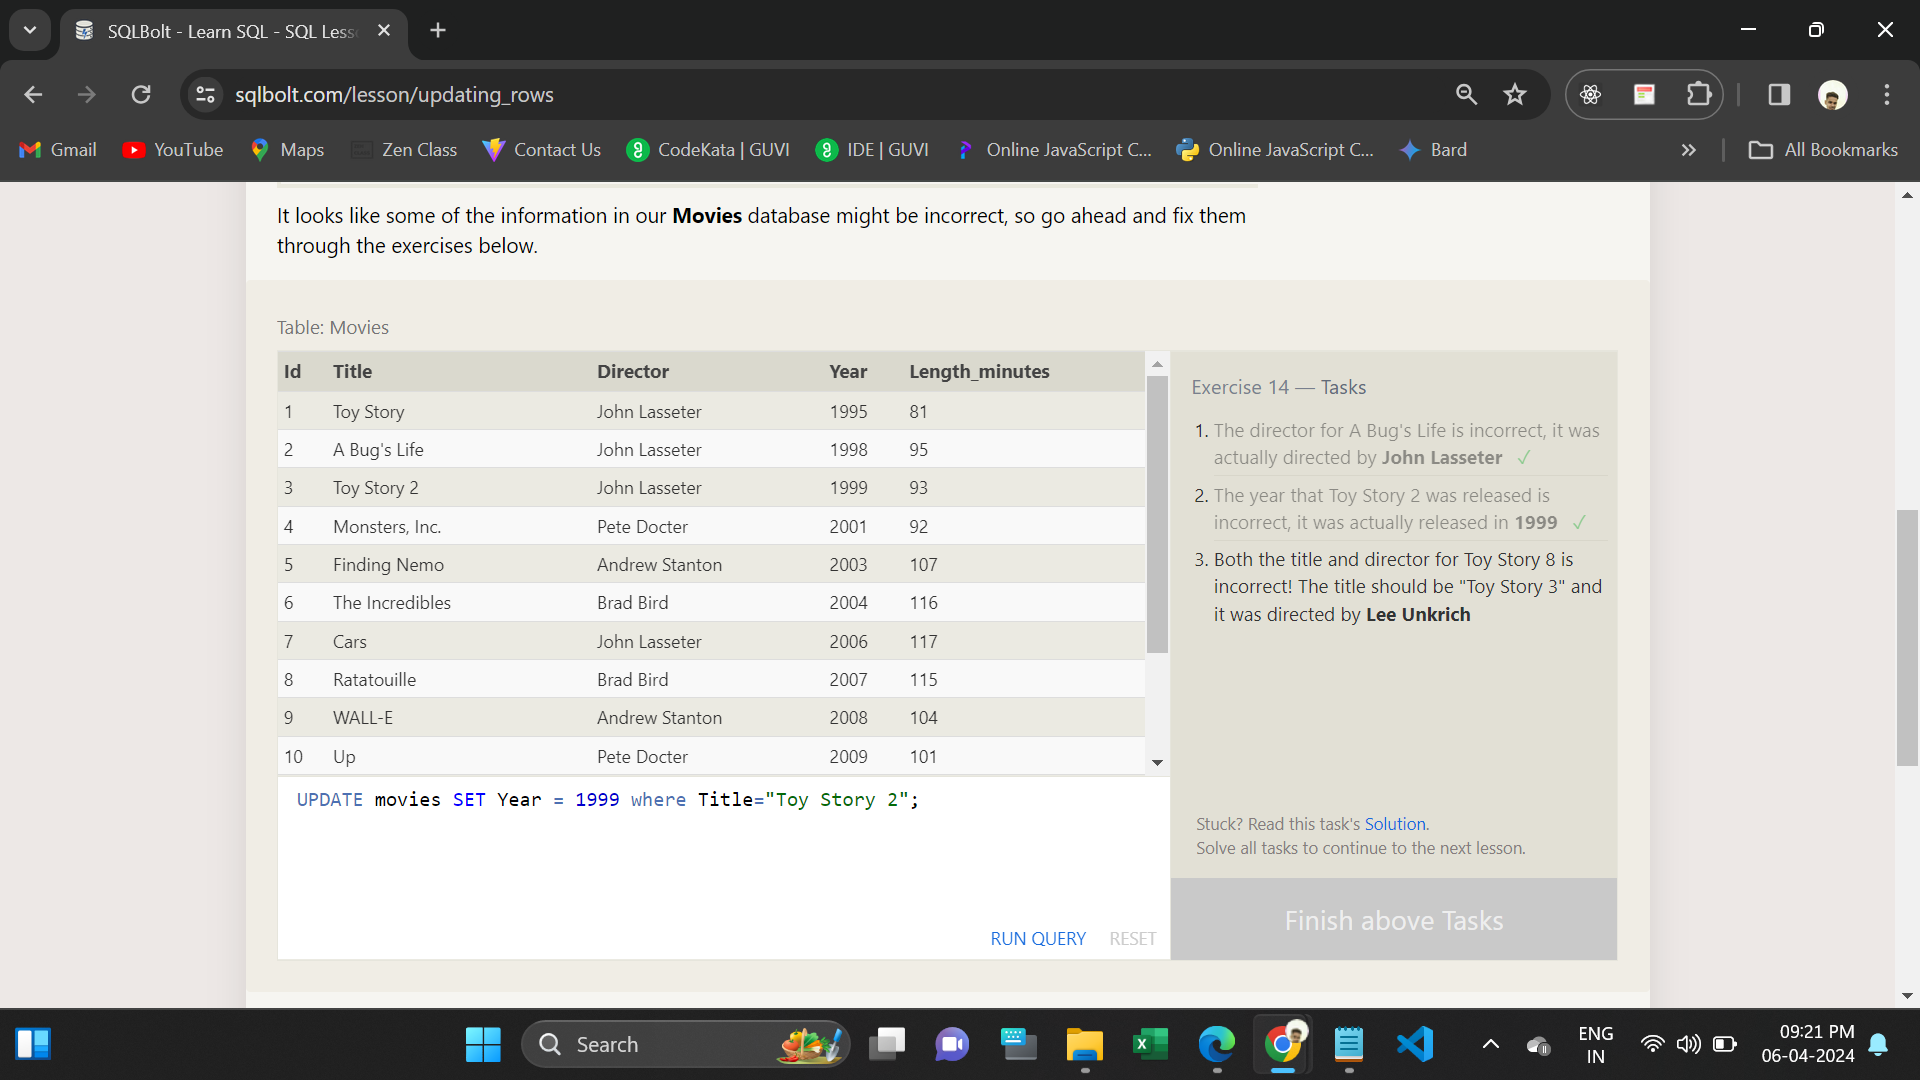 SQLBolt - Learn SQL - SQL Less
sqlbolt.com/lesson/updating_rows
Gmail YouTube Maps Zen Class Contact Us CodeKata | GUVI IDE | GUVI Online JavaScript C... Online JavaScript C... Bard » All Bookmarks
It looks like some of the information in our Movies database might be incorrect, so go ahead and fix them
through the exercises below.
Table: Movies
Id Title Director Year Length_minutes
1 Toy Story John Lasseter 1995 81
2 A Bug's Life John Lasseter 1998 95
3 Toy Story 2 John Lasseter 1999 93
4 Monsters, Inc. Pete Docter 2001 92
5 Finding Nemo Andrew Stanton 2003 107
6 The Incredibles Brad Bird 2004 116
7 Cars John Lasseter 2006 117
8 Ratatouille Brad Bird 2007 115
9 WALL-E Andrew Stanton 2008 104
10 Up Pete Docter 2009 101
UPDATE movies SET Year = 1999 where Title="Toy Story 2";
RUN QUERY RESET
Exercise 14 — Tasks
1. The director for A Bug's Life is incorrect, it was
actually directed by John Lasseter ✓
2. The year that Toy Story 2 was released is
incorrect, it was actually released in 1999 ✓
3. Both the title and director for Toy Story 8 is
incorrect! The title should be "Toy Story 3" and
it was directed by Lee Unkrich
Stuck? Read this task's Solution.
Solve all tasks to continue to the next lesson.
Finish above Tasks
Search
ENG
IN
09:21 PM
06-04-2024